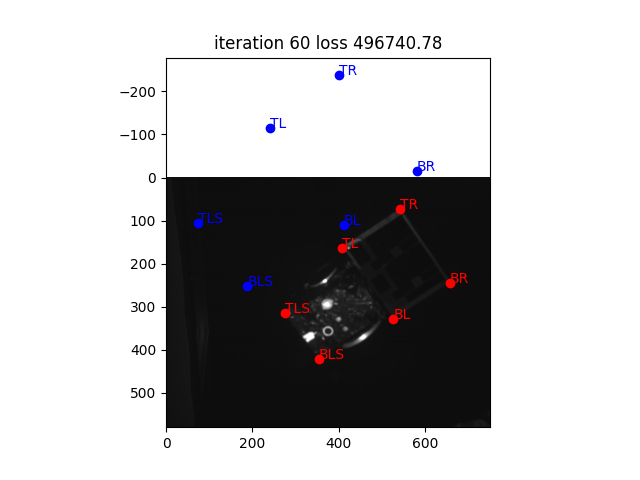 iteration 60 loss 496740.78
TR
−200
TL
−100
BR
0
TR
100
TLS
BL
TL
200
BLS
BR
300
TLS
BL
400
BLS
500
0
200
400
600